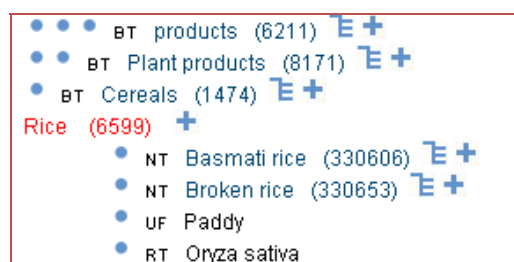 BT products (6211)
BT Plant products (8171)
BT Cereals (1474)
Rice (6599)
NT Basmati rice (330606)
NT Broken rice (330653)
UF Paddy
RT Oryza sativa